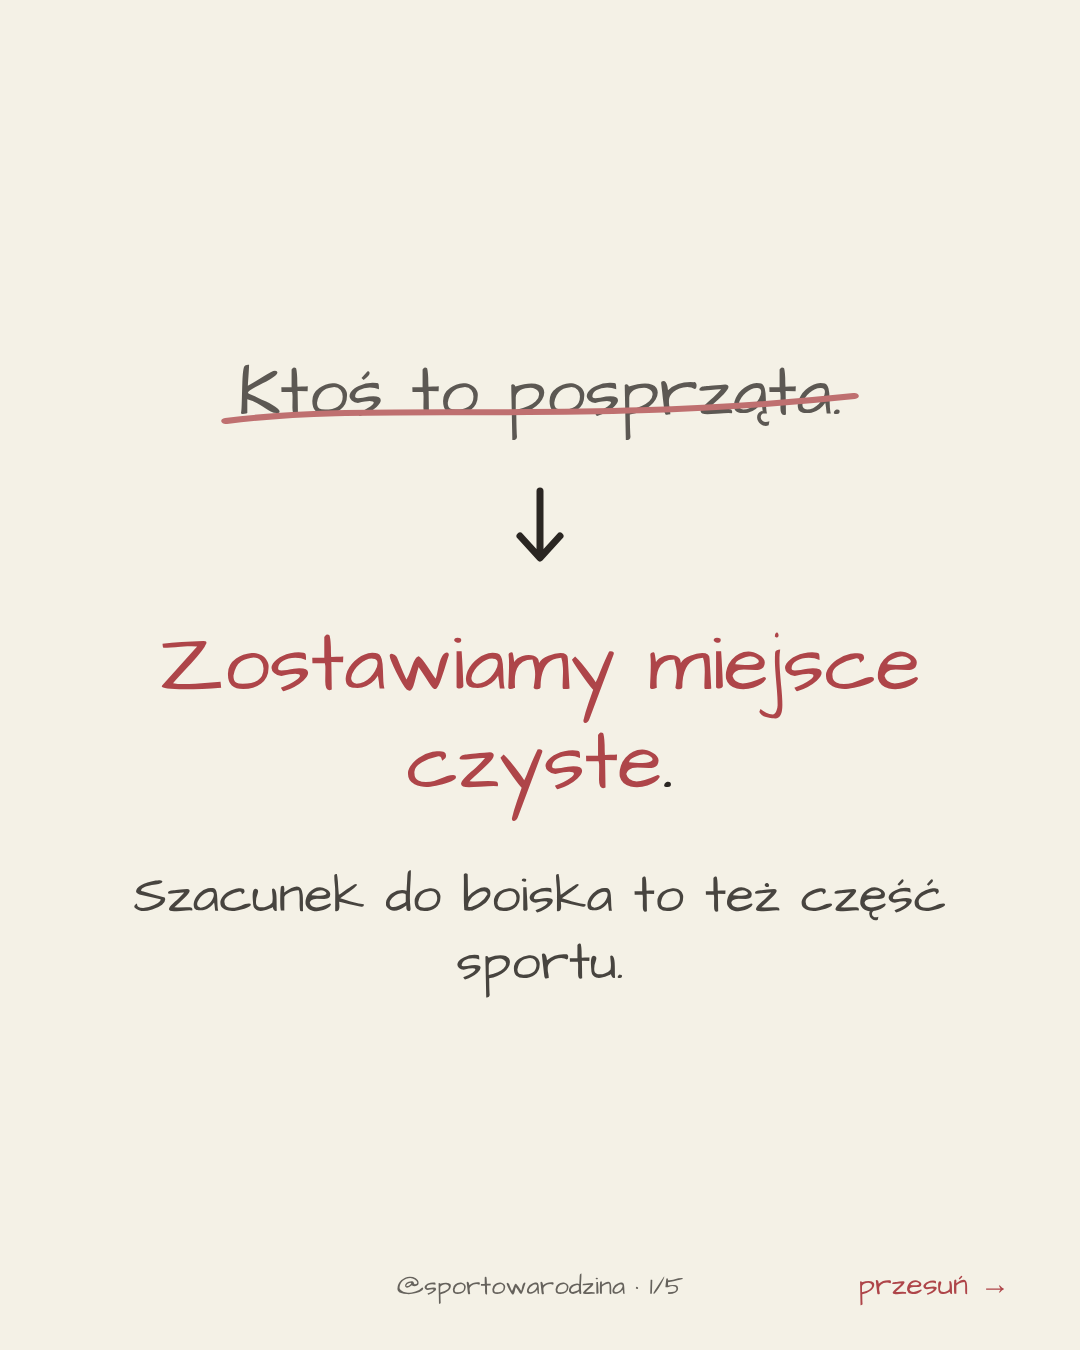 Ktoś to posprząta.
↓
Zostawiamy miejsce
czyste.
Szacunek do boiska to też część
sportu.
@sportowarodzina · 1/5
przesuń →